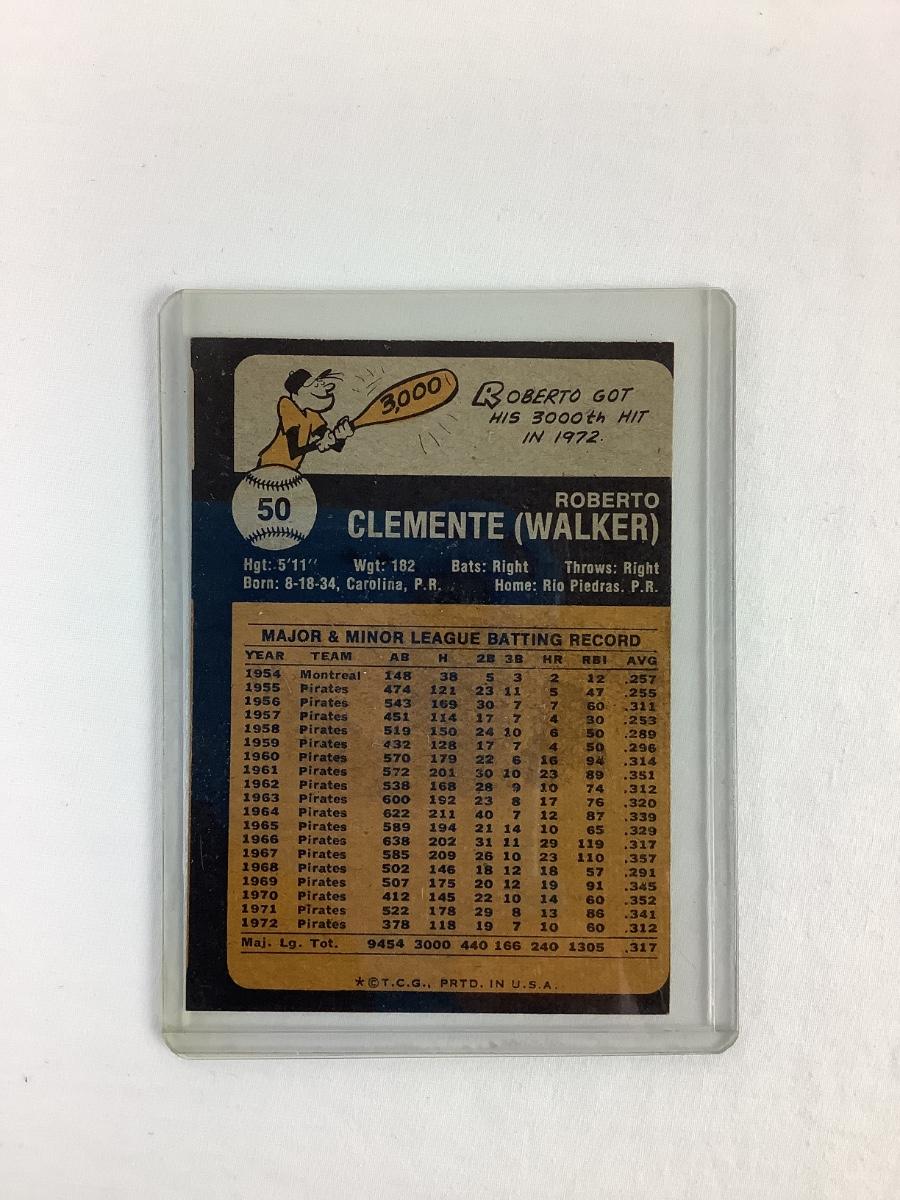 3,000
ROBERTO GOT
HIS 3000th HIT
IN 1972.
50
ROBERTO
CLEMENTE (WALKER)
Hgt: 5'11" Wgt: 182 Bats: Right Throws: Right
Born: 8-18-34, Carolina, P.R. Home: Rio Piedras, P.R.
MAJOR & MINOR LEAGUE BATTING RECORD
YEAR TEAM AB H 2B 3B HR RBI AVG
1954 Montreal 148 38 5 3 2 12 .257
1955 Pirates 474 121 23 11 5 47 .255
1956 Pirates 543 169 30 7 7 60 .311
1957 Pirates 451 114 17 7 4 30 .253
1958 Pirates 519 150 24 10 6 50 .289
1959 Pirates 432 128 17 7 4 50 .296
1960 Pirates 570 179 22 6 16 94 .314
1961 Pirates 572 201 30 10 23 89 .351
1962 Pirates 538 168 28 9 10 74 .312
1963 Pirates 600 192 23 8 17 76 .320
1964 Pirates 622 211 40 7 12 87 .339
1965 Pirates 589 194 21 14 10 65 .329
1966 Pirates 638 202 31 11 29 119 .317
1967 Pirates 585 209 26 10 23 110 .357
1968 Pirates 502 146 18 12 18 57 .291
1969 Pirates 507 175 20 12 19 91 .345
1970 Pirates 412 145 22 10 14 60 .352
1971 Pirates 522 178 29 8 13 86 .341
1972 Pirates 378 118 19 7 10 60 .312
Maj. Lg. Tot. 9454 3000 440 166 240 1305 .317
*©T.C.G., PRTD. IN U.S.A.